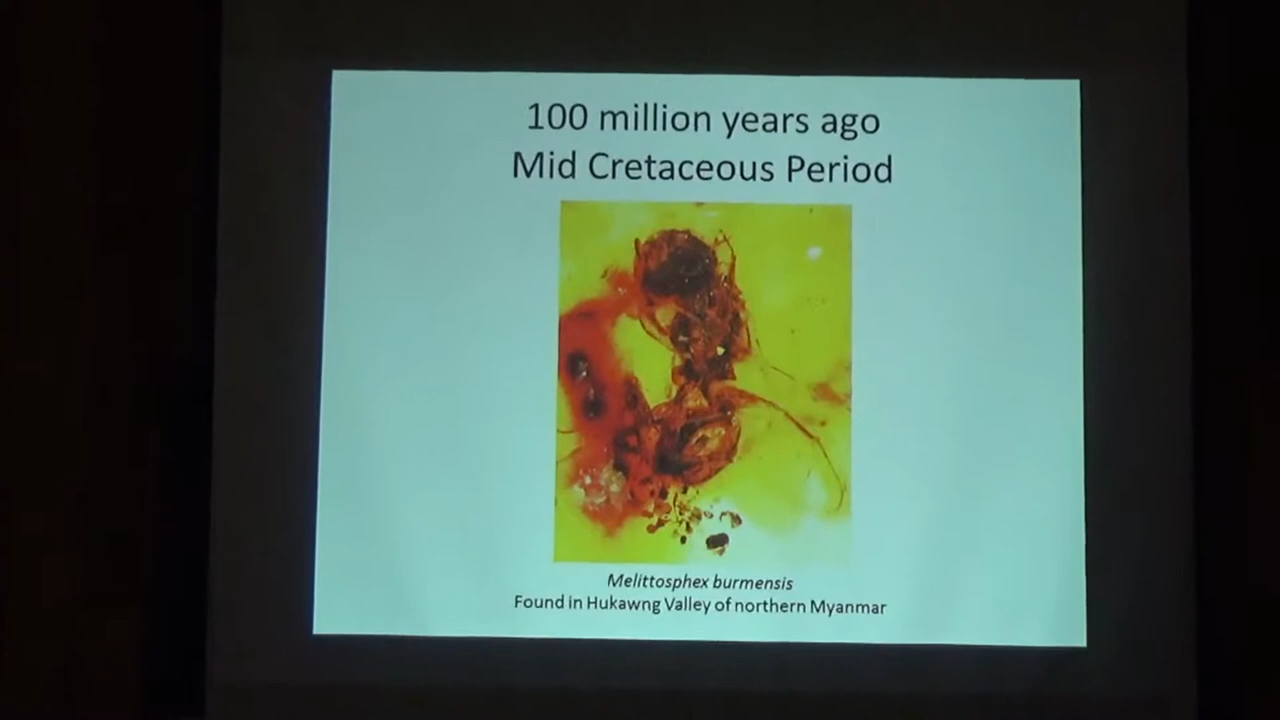 100 million years ago
Mid Cretaceous Period
Melittosphex burmensis
Found in Hukawng Valley of northern Myanmar